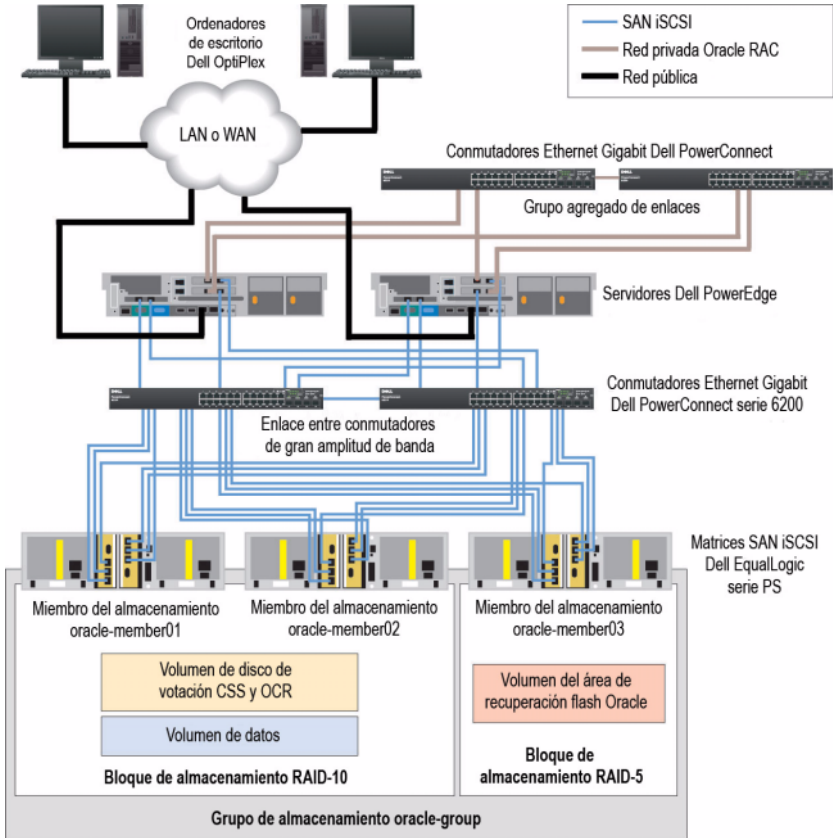 Ordenadores
de escritorio
Dell OptiPlex
SAN iSCSI
Red privada Oracle RAC
Red pública
LAN o WAN
Conmutadores Ethernet Gigabit Dell PowerConnect
Grupo agregado de enlaces
Servidores Dell PowerEdge
Conmutadores Ethernet Gigabit
Dell PowerConnect serie 6200
Enlace entre conmutadores
de gran amplitud de banda
Matrices SAN iSCSI
Dell EqualLogic
serie PS
Miembro del almacenamiento
oracle-member01
Miembro del almacenamiento
oracle-member02
Miembro del almacenamiento
oracle-member03
Volumen de disco de
votación CSS y OCR
Volumen de datos
Bloque de almacenamiento RAID-10
Volumen del área de
recuperación flash Oracle
Bloque de
almacenamiento RAID-5
Grupo de almacenamiento oracle-group